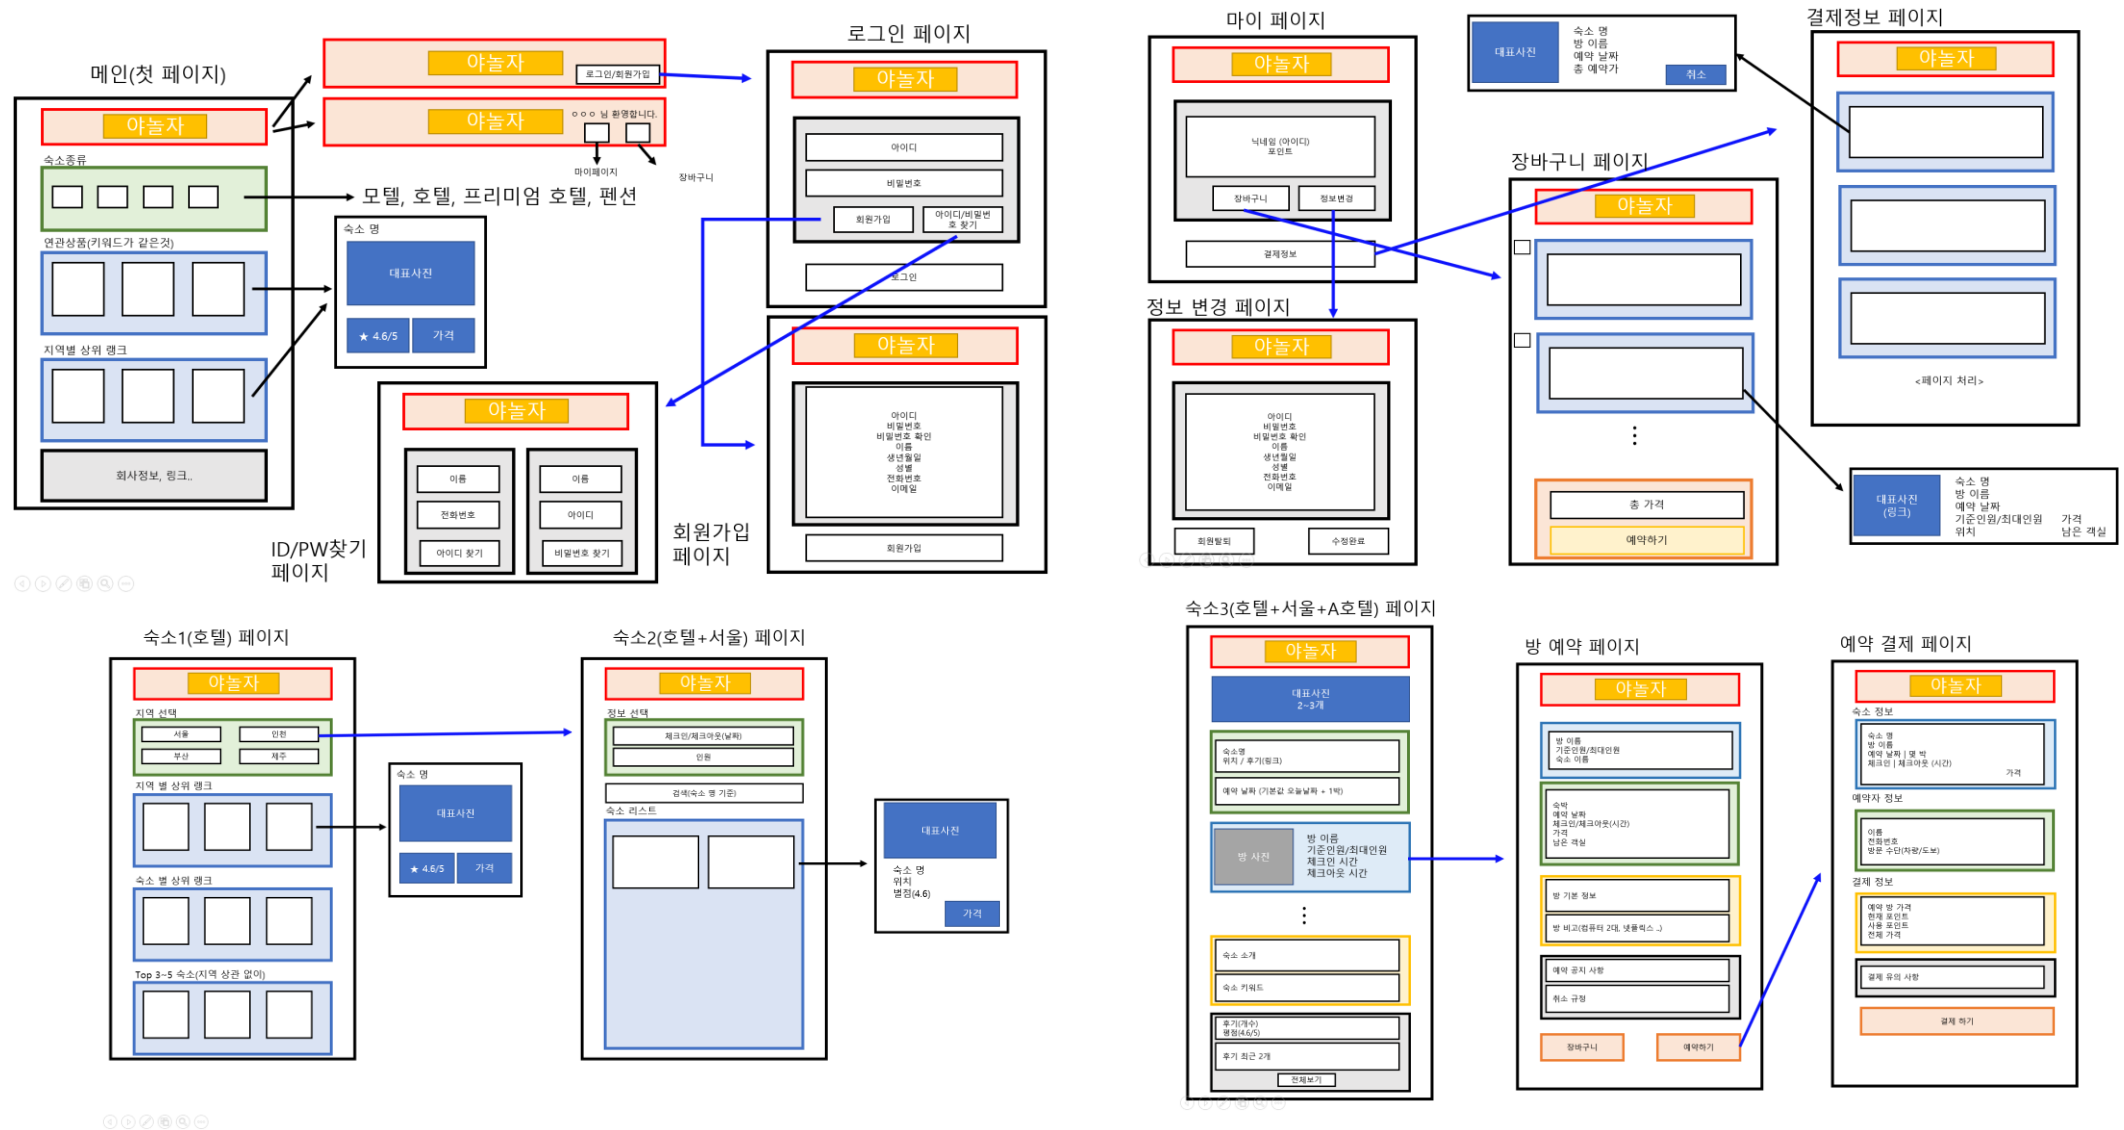 메인(첫 페이지)
야놀자
숙소종류
연관상품(키워드가 같은것)
지역별 상위 랭크
회사정보, 링크..
야놀자
로그인/회원가입
야놀자
ㅇㅇㅇ 님 환영합니다.
마이페이지
장바구니
모텔, 호텔, 프리미엄 호텔, 펜션
숙소 명
대표사진
★ 4.6/5
가격
로그인 페이지
야놀자
아이디
비밀번호
회원가입
아이디/비밀번
호 찾기
로그인
야놀자
아이디
비밀번호
비밀번호 확인
이름
생년월일
성별
전화번호
이메일
회원가입
회원가입
페이지
야놀자
이름
전화번호
아이디 찾기
이름
아이디
비밀번호 찾기
ID/PW찾기
페이지
마이 페이지
야놀자
닉네임 (아이디)
포인트
장바구니
정보변경
결제정보
정보 변경 페이지
야놀자
아이디
비밀번호
비밀번호 확인
이름
생년월일
성별
전화번호
이메일
회원탈퇴
수정완료
대표사진
숙소 명
방 이름
예약 날짜
총 예약가
취소
장바구니 페이지
야놀자
총 가격
예약하기
결제정보 페이지
야놀자
<페이지 처리>
대표사진
(링크)
숙소 명
방 이름
예약 날짜
기준인원/최대인원 가격
위치 남은 객실
숙소1(호텔) 페이지
야놀자
지역 선택
서울
인천
부산
제주
지역 별 상위 랭크
숙소 별 상위 랭크
Top 3~5 숙소(지역 상관 없이)
숙소 명
대표사진
★ 4.6/5
가격
숙소2(호텔+서울) 페이지
야놀자
정보 선택
체크인/체크아웃(날짜)
인원
검색(숙소 명 기준)
숙소 리스트
대표사진
숙소 명
위치
별점(4.6)
가격
숙소3(호텔+서울+A호텔) 페이지
야놀자
대표사진
2~3개
숙소명
위치 / 후기(링크)
예약 날짜 (기본값 오늘날짜 + 1박)
방 사진
방 이름
기준인원/최대인원
체크인 시간
체크아웃 시간
숙소 소개
숙소 키워드
후기(개수)
평점(4.6/5)
후기 최근 2개
전체보기
방 예약 페이지
야놀자
방 이름
기준인원/최대인원
숙소 이름
숙박
예약 날짜
체크인/체크아웃(시간)
가격
남은 객실
방 기본 정보
방 비고(컴퓨터 2대, 넷플릭스 ..)
예약 공지 사항
취소 규정
장바구니
예약하기
예약 결제 페이지
야놀자
숙소 정보
숙소 명
방 이름
예약 날짜 | 몇 박
체크인 | 체크아웃 (시간)
가격
예약자 정보
이름
전화번호
방문 수단(차량/도보)
결제 정보
예약 방 가격
현재 포인트
사용 포인트
전체 가격
결제 유의 사항
결제 하기